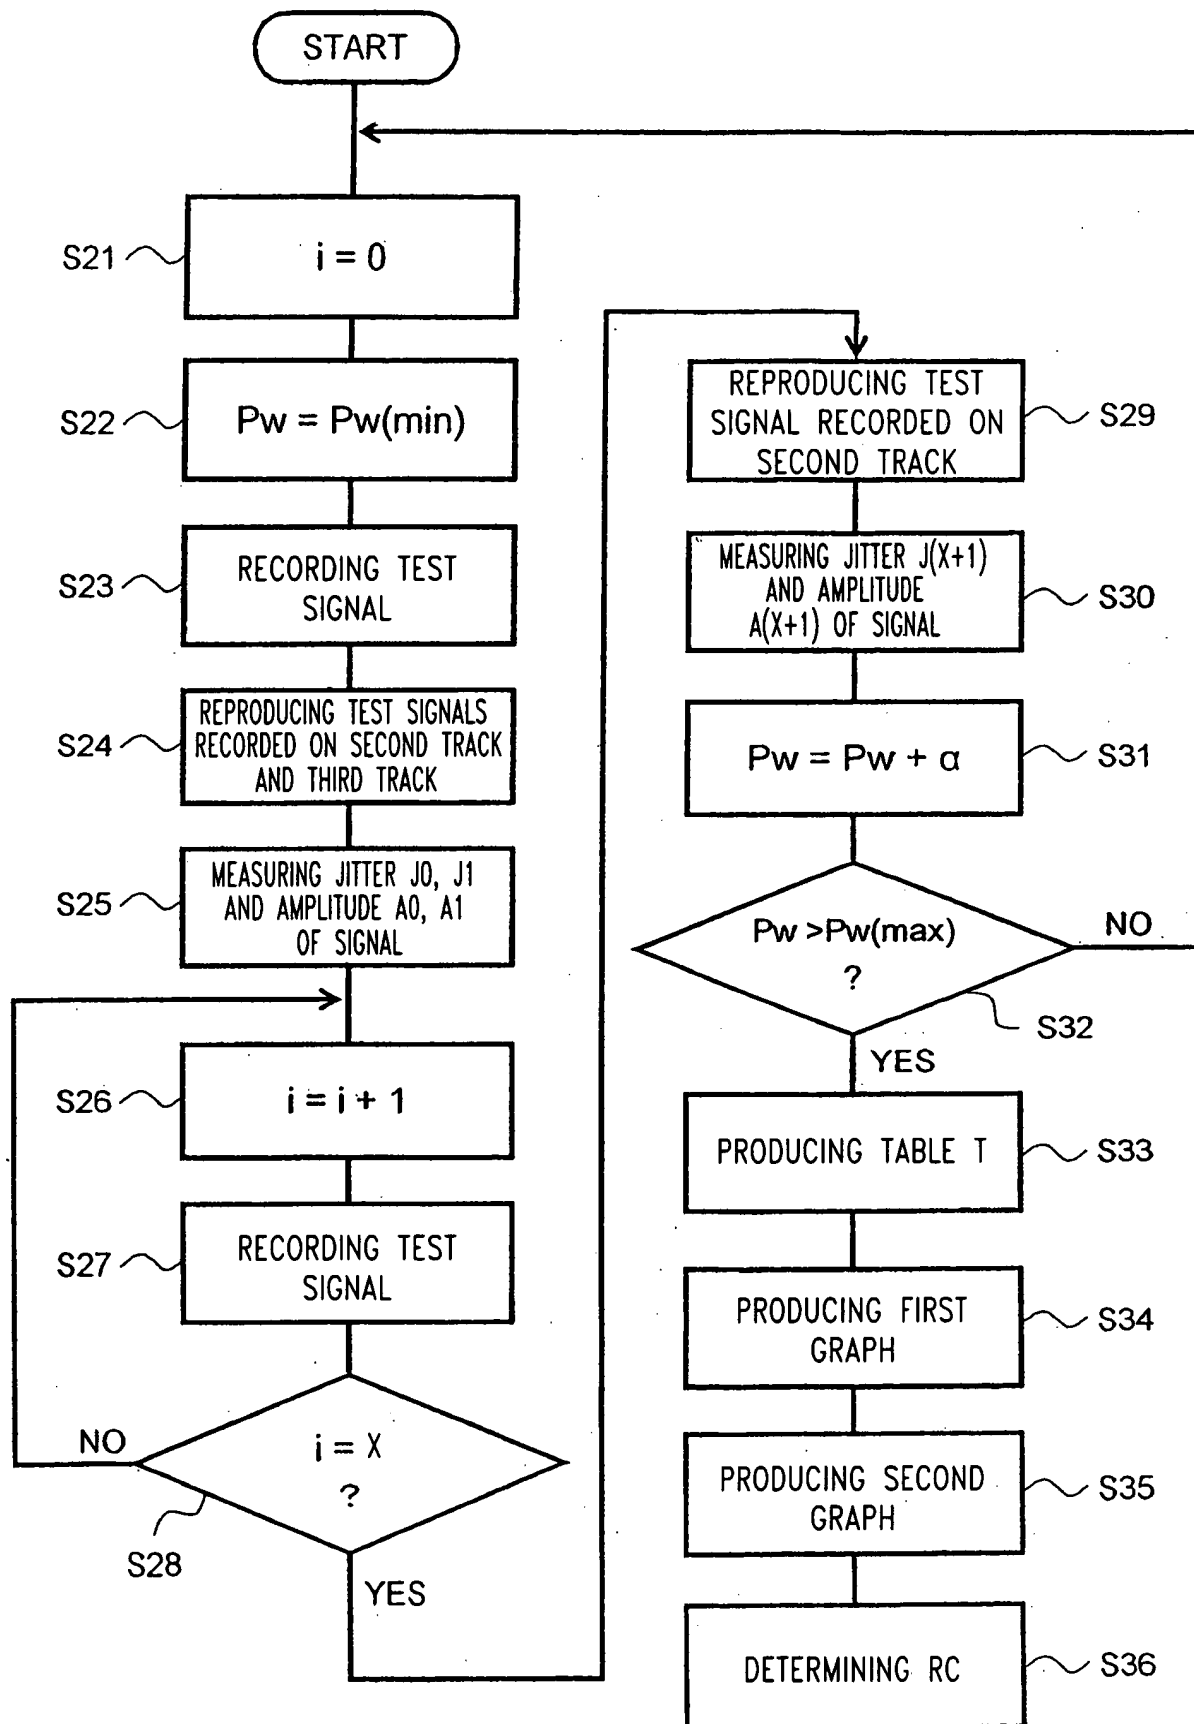 START
S21
i = 0
S22
Pw = Pw(min)
S23
RECORDING TEST
SIGNAL
S24
REPRODUCING TEST SIGNALS
RECORDED ON SECOND TRACK
AND THIRD TRACK
S25
MEASURING JITTER J0, J1
AND AMPLITUDE A0, A1
OF SIGNAL
S26
i = i + 1
S27
RECORDING TEST
SIGNAL
NO
i = X
?
S28
YES
REPRODUCING TEST
SIGNAL RECORDED ON
SECOND TRACK
S29
MEASURING JITTER J(X+1)
AND AMPLITUDE
A(X+1) OF SIGNAL
S30
Pw = Pw + α
S31
Pw >Pw(max)
?
NO
S32
YES
PRODUCING TABLE T
S33
PRODUCING FIRST
GRAPH
S34
PRODUCING SECOND
GRAPH
S35
DETERMINING RC
S36